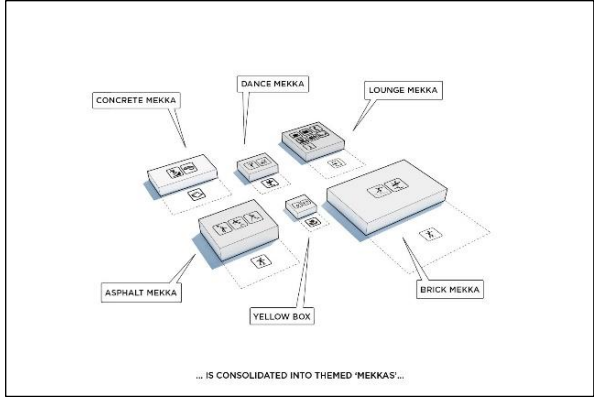 DANCE MEKKA
LOUNGE MEKKA
CONCRETE MEKKA
ASPHALT MEKKA
BRICK MEKKA
YELLOW BOX
... IS CONSOLIDATED INTO THEMED ‘MEKKAS’...